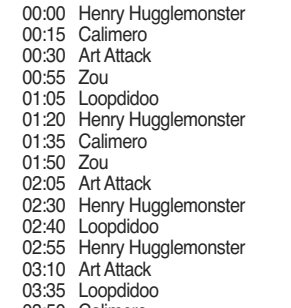 00:00 Henry Hugglemonster
00:15 Calimero
00:30 Art Attack
00:55 Zou
01:05 Loopdidoo
01:20 Henry Hugglemonster
01:35 Calimero
01:50 Zou
02:05 Art Attack
02:30 Henry Hugglemonster
02:40 Loopdidoo
02:55 Henry Hugglemonster
03:10 Art Attack
03:35 Loopdidoo